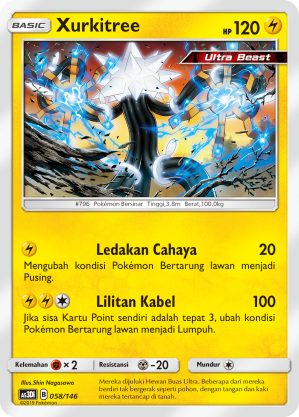 BASIC Xurkitree HP 120
Ultra Beast
#796 Pokémon Bersinar Tinggi,3.8m Berat,100.0kg
Ledakan Cahaya 20
Mengubah kondisi Pokémon Bertarung lawan menjadi
Pusing.
Lilitan Kabel 100
Jika sisa Kartu Point sendiri adalah tepat 3, ubah kondisi
Pokémon Bertarung lawan menjadi Lumpuh.
Kelemahan ×2 Resistansi -20 Mundur
Illus.Shin Nagasawa
AS3D B 058/146
©2019 Pokémon
Mereka dijuluki Hewan Buas Ultra. Beberapa dari mereka
berdiri tak bergerak seperti pohon, dengan tangan dan kaki
mereka tertancap di tanah.